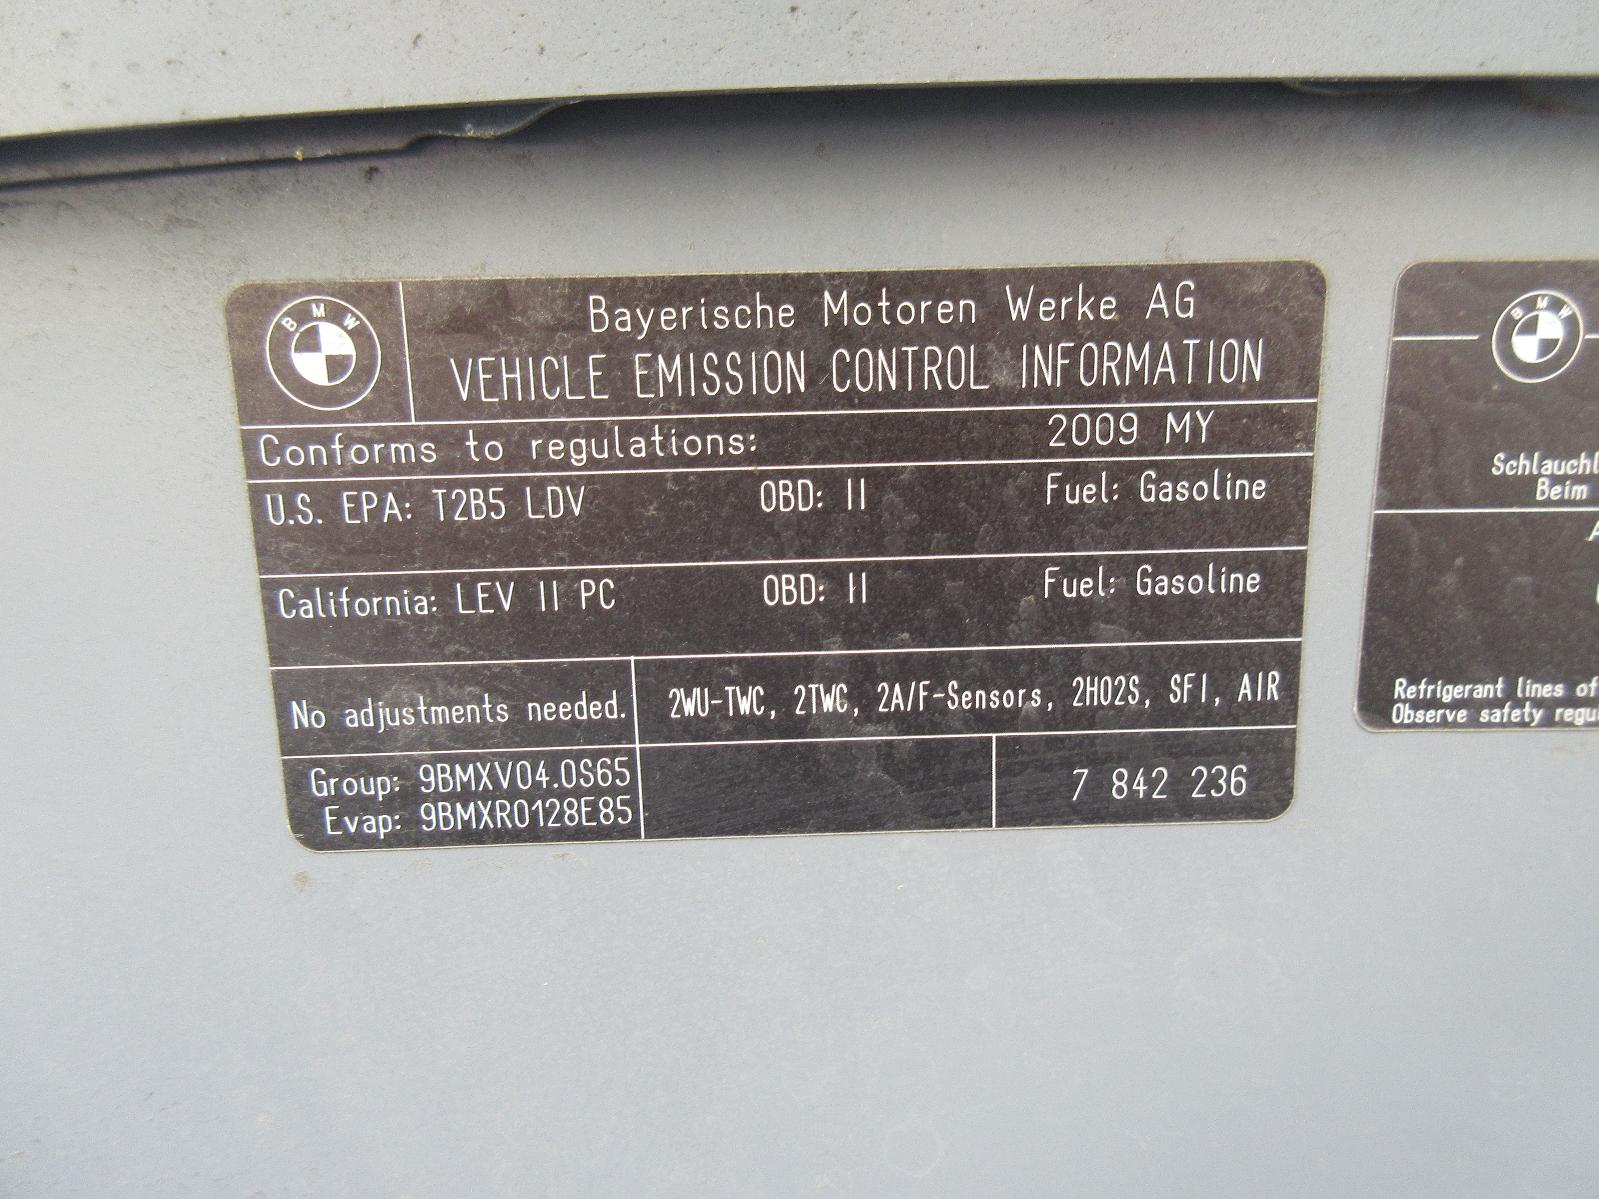 BMW
Bayerische Motoren Werke AG
VEHICLE EMISSION CONTROL INFORMATION
Conforms to regulations: 2009 MY
U.S. EPA: T2B5 LDV OBD: II Fuel: Gasoline
California: LEV II PC OBD: II Fuel: Gasoline
No adjustments needed. 2WU-TWC, 2TWC, 2A/F-Sensors, 2HO2S, SFI, AIR
Group: 9BMXV04.0S65
Evap: 9BMXR0128E85
7 842 236
BMW
Beim
Refrigerant lines of
Observe safety